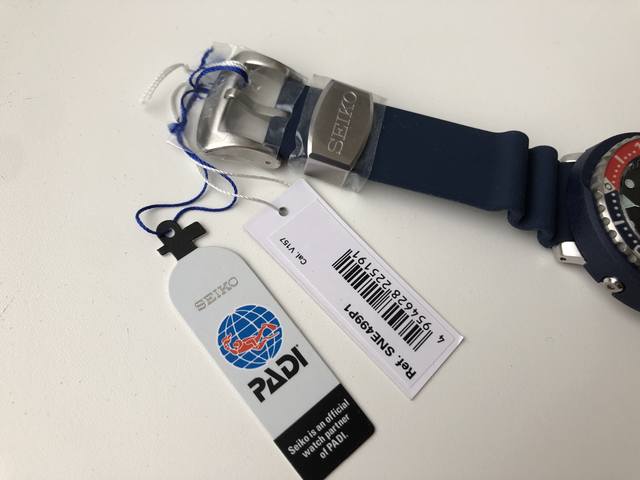 SEIKO
Cal. V157
4 954628 225191
Ref. SNE499P1
SEIKO
PADI
Seiko is an official
watch partner
of PADI.